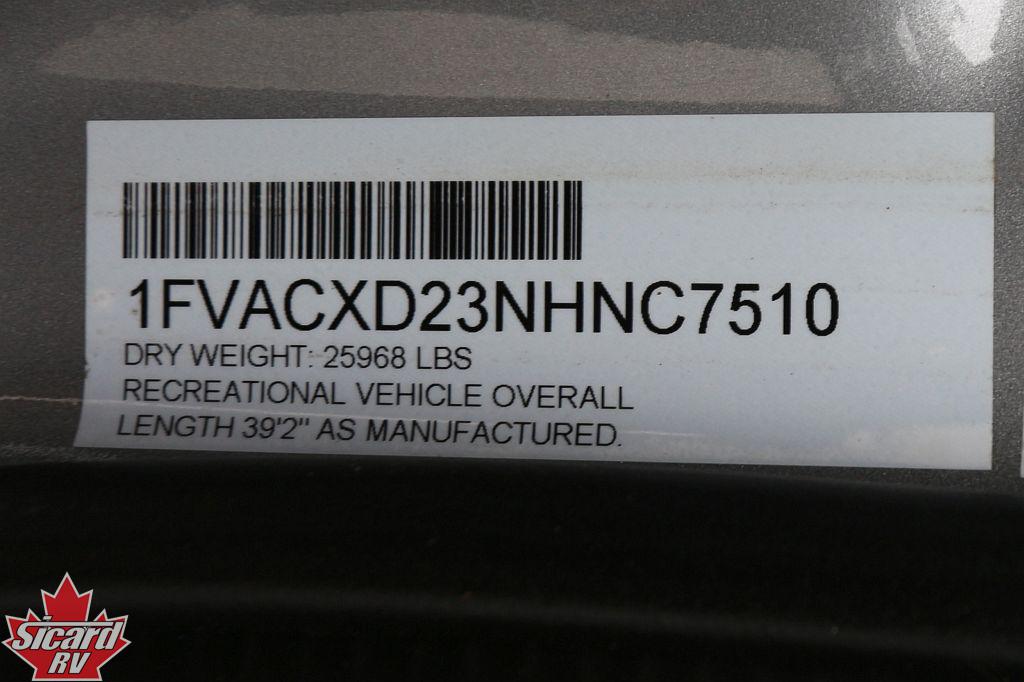 1FVACXD23NHNC7510
DRY WEIGHT: 25968 LBS
RECREATIONAL VEHICLE OVERALL
LENGTH 39'2" AS MANUFACTURED.
Sicard
RV